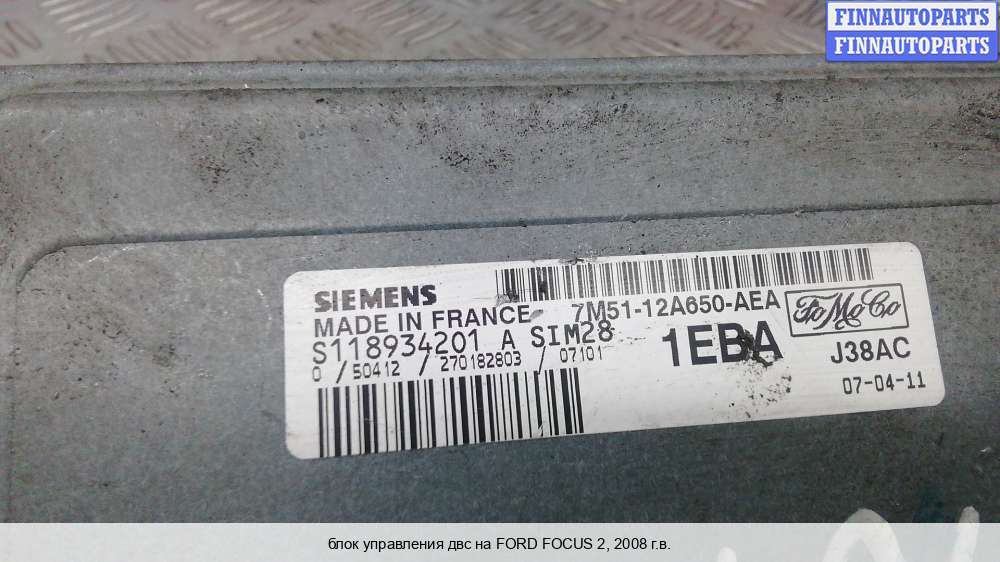 FINNAUTOPARTS
FINNAUTOPARTS
SIEMENS
7M51-12A650-AEA
FoMoCo
MADE IN FRANCE
S118934201 A SIM28
1EBA
J38AC
0 / 50412 / 270182803 / 07101
07-04-11
блок управления двс на FORD FOCUS 2, 2008 г.в.